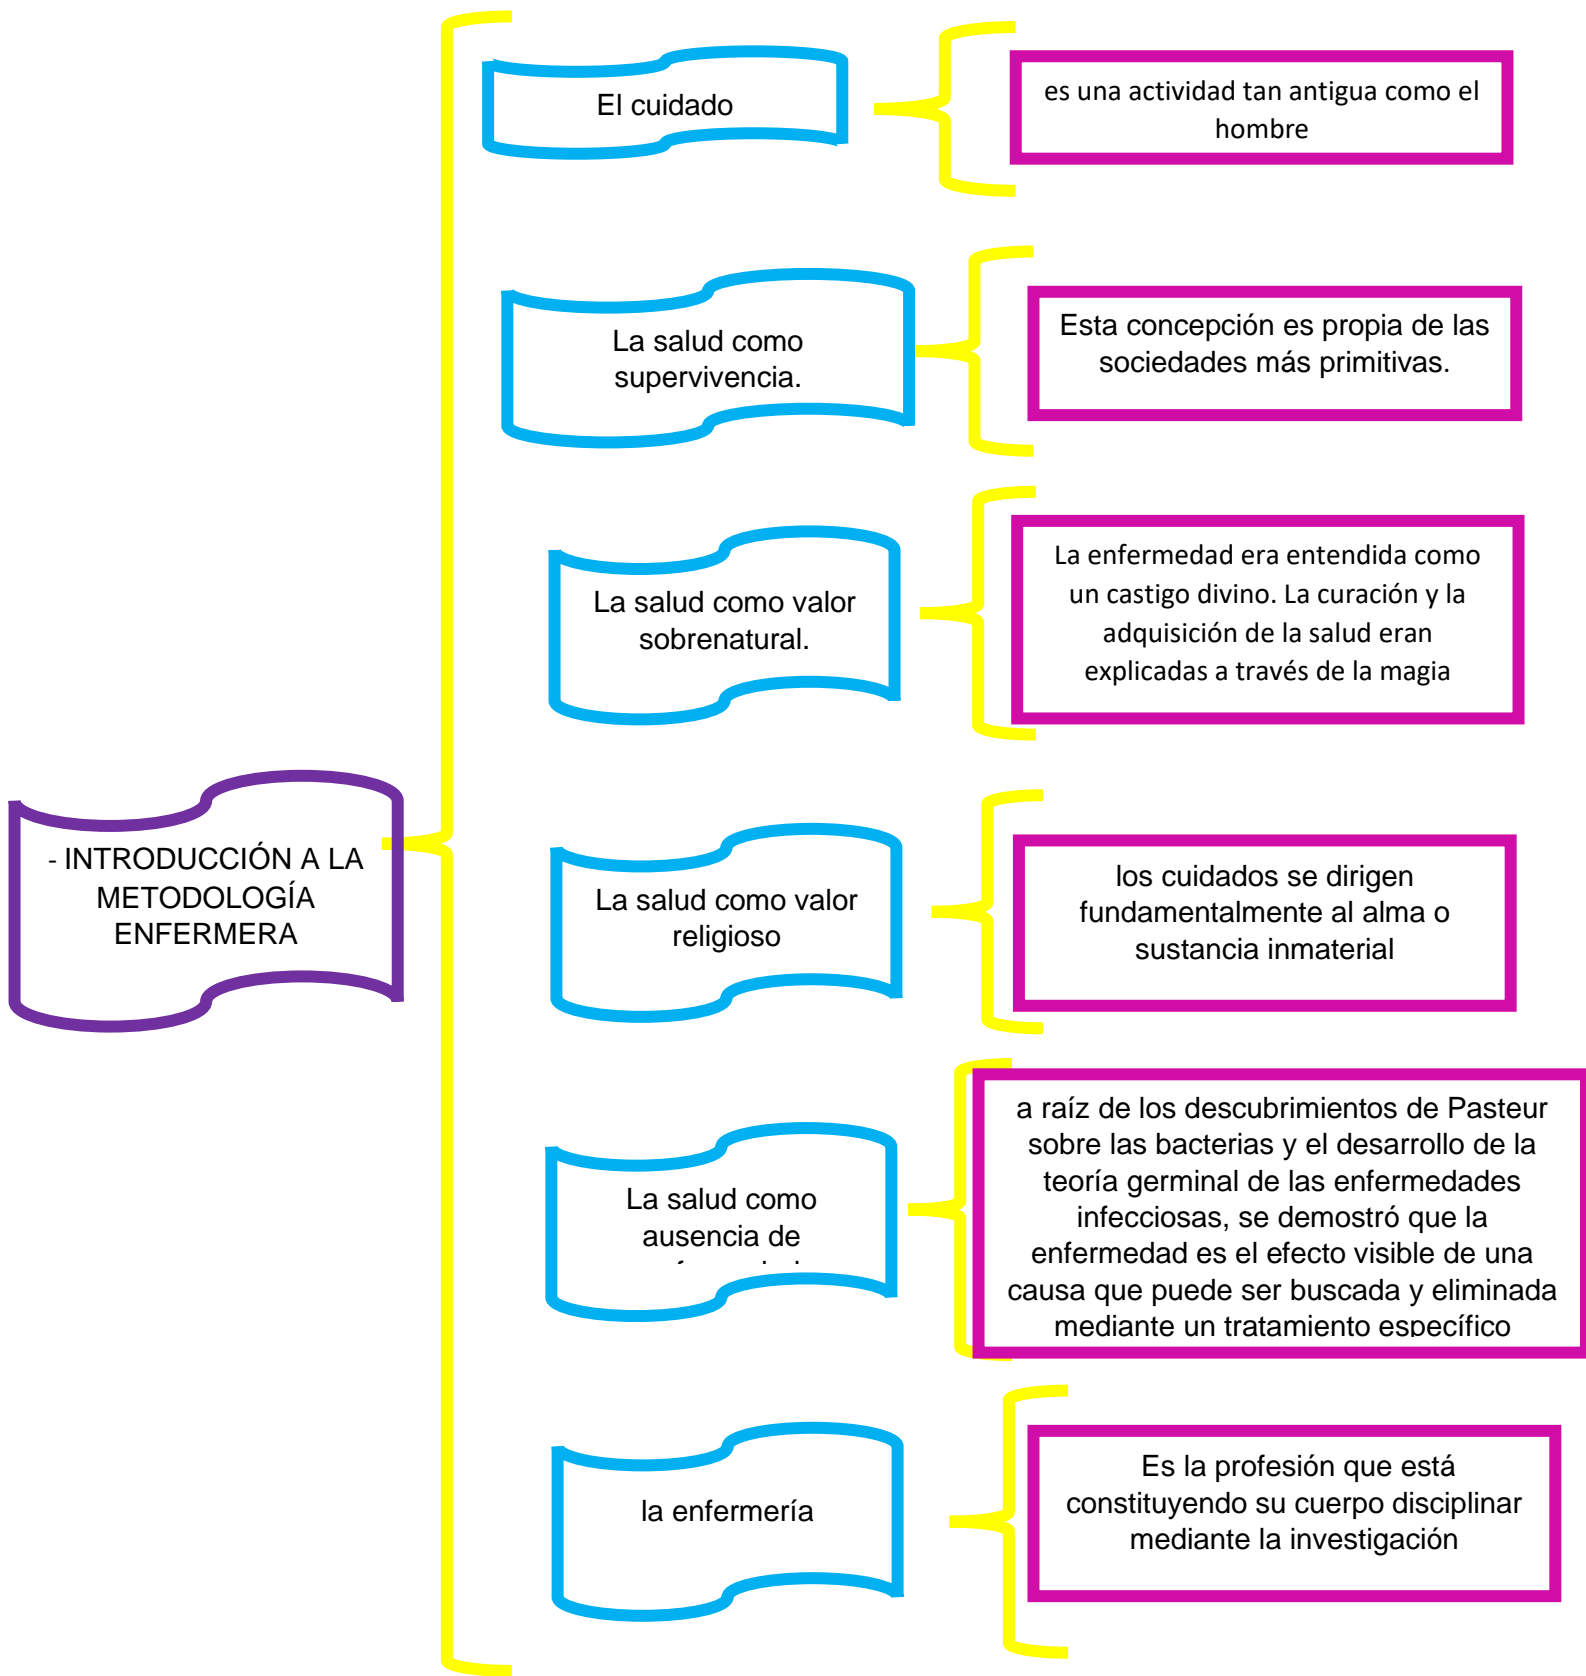 El cuidado
es una actividad tan antigua como el
hombre
La salud como
supervivencia.
Esta concepción es propia de las
sociedades más primitivas.
La salud como valor
sobrenatural.
La enfermedad era entendida como
un castigo divino. La curación y la
adquisición de la salud eran
explicadas a través de la magia
- INTRODUCCIÓN A LA
METODOLOGÍA
ENFERMERA
La salud como valor
religioso
los cuidados se dirigen
fundamentalmente al alma o
sustancia inmaterial
La salud como
ausencia de
a raíz de los descubrimientos de Pasteur
sobre las bacterias y el desarrollo de la
teoría germinal de las enfermedades
infecciosas, se demostró que la
enfermedad es el efecto visible de una
causa que puede ser buscada y eliminada
mediante un tratamiento específico
la enfermería
Es la profesión que está
constituyendo su cuerpo disciplinar
mediante la investigación